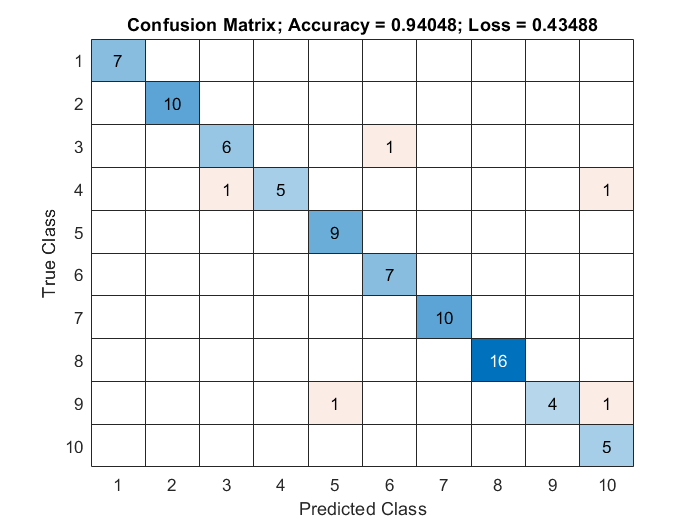 Confusion Matrix; Accuracy = 0.94048; Loss = 0.43488
1 7
2 10
3 6 1
4 1 5 1
5 9
6 7
7 10
8 16
9 1 4 1
10 5
1 2 3 4 5 6 7 8 9 10
Predicted Class
True Class